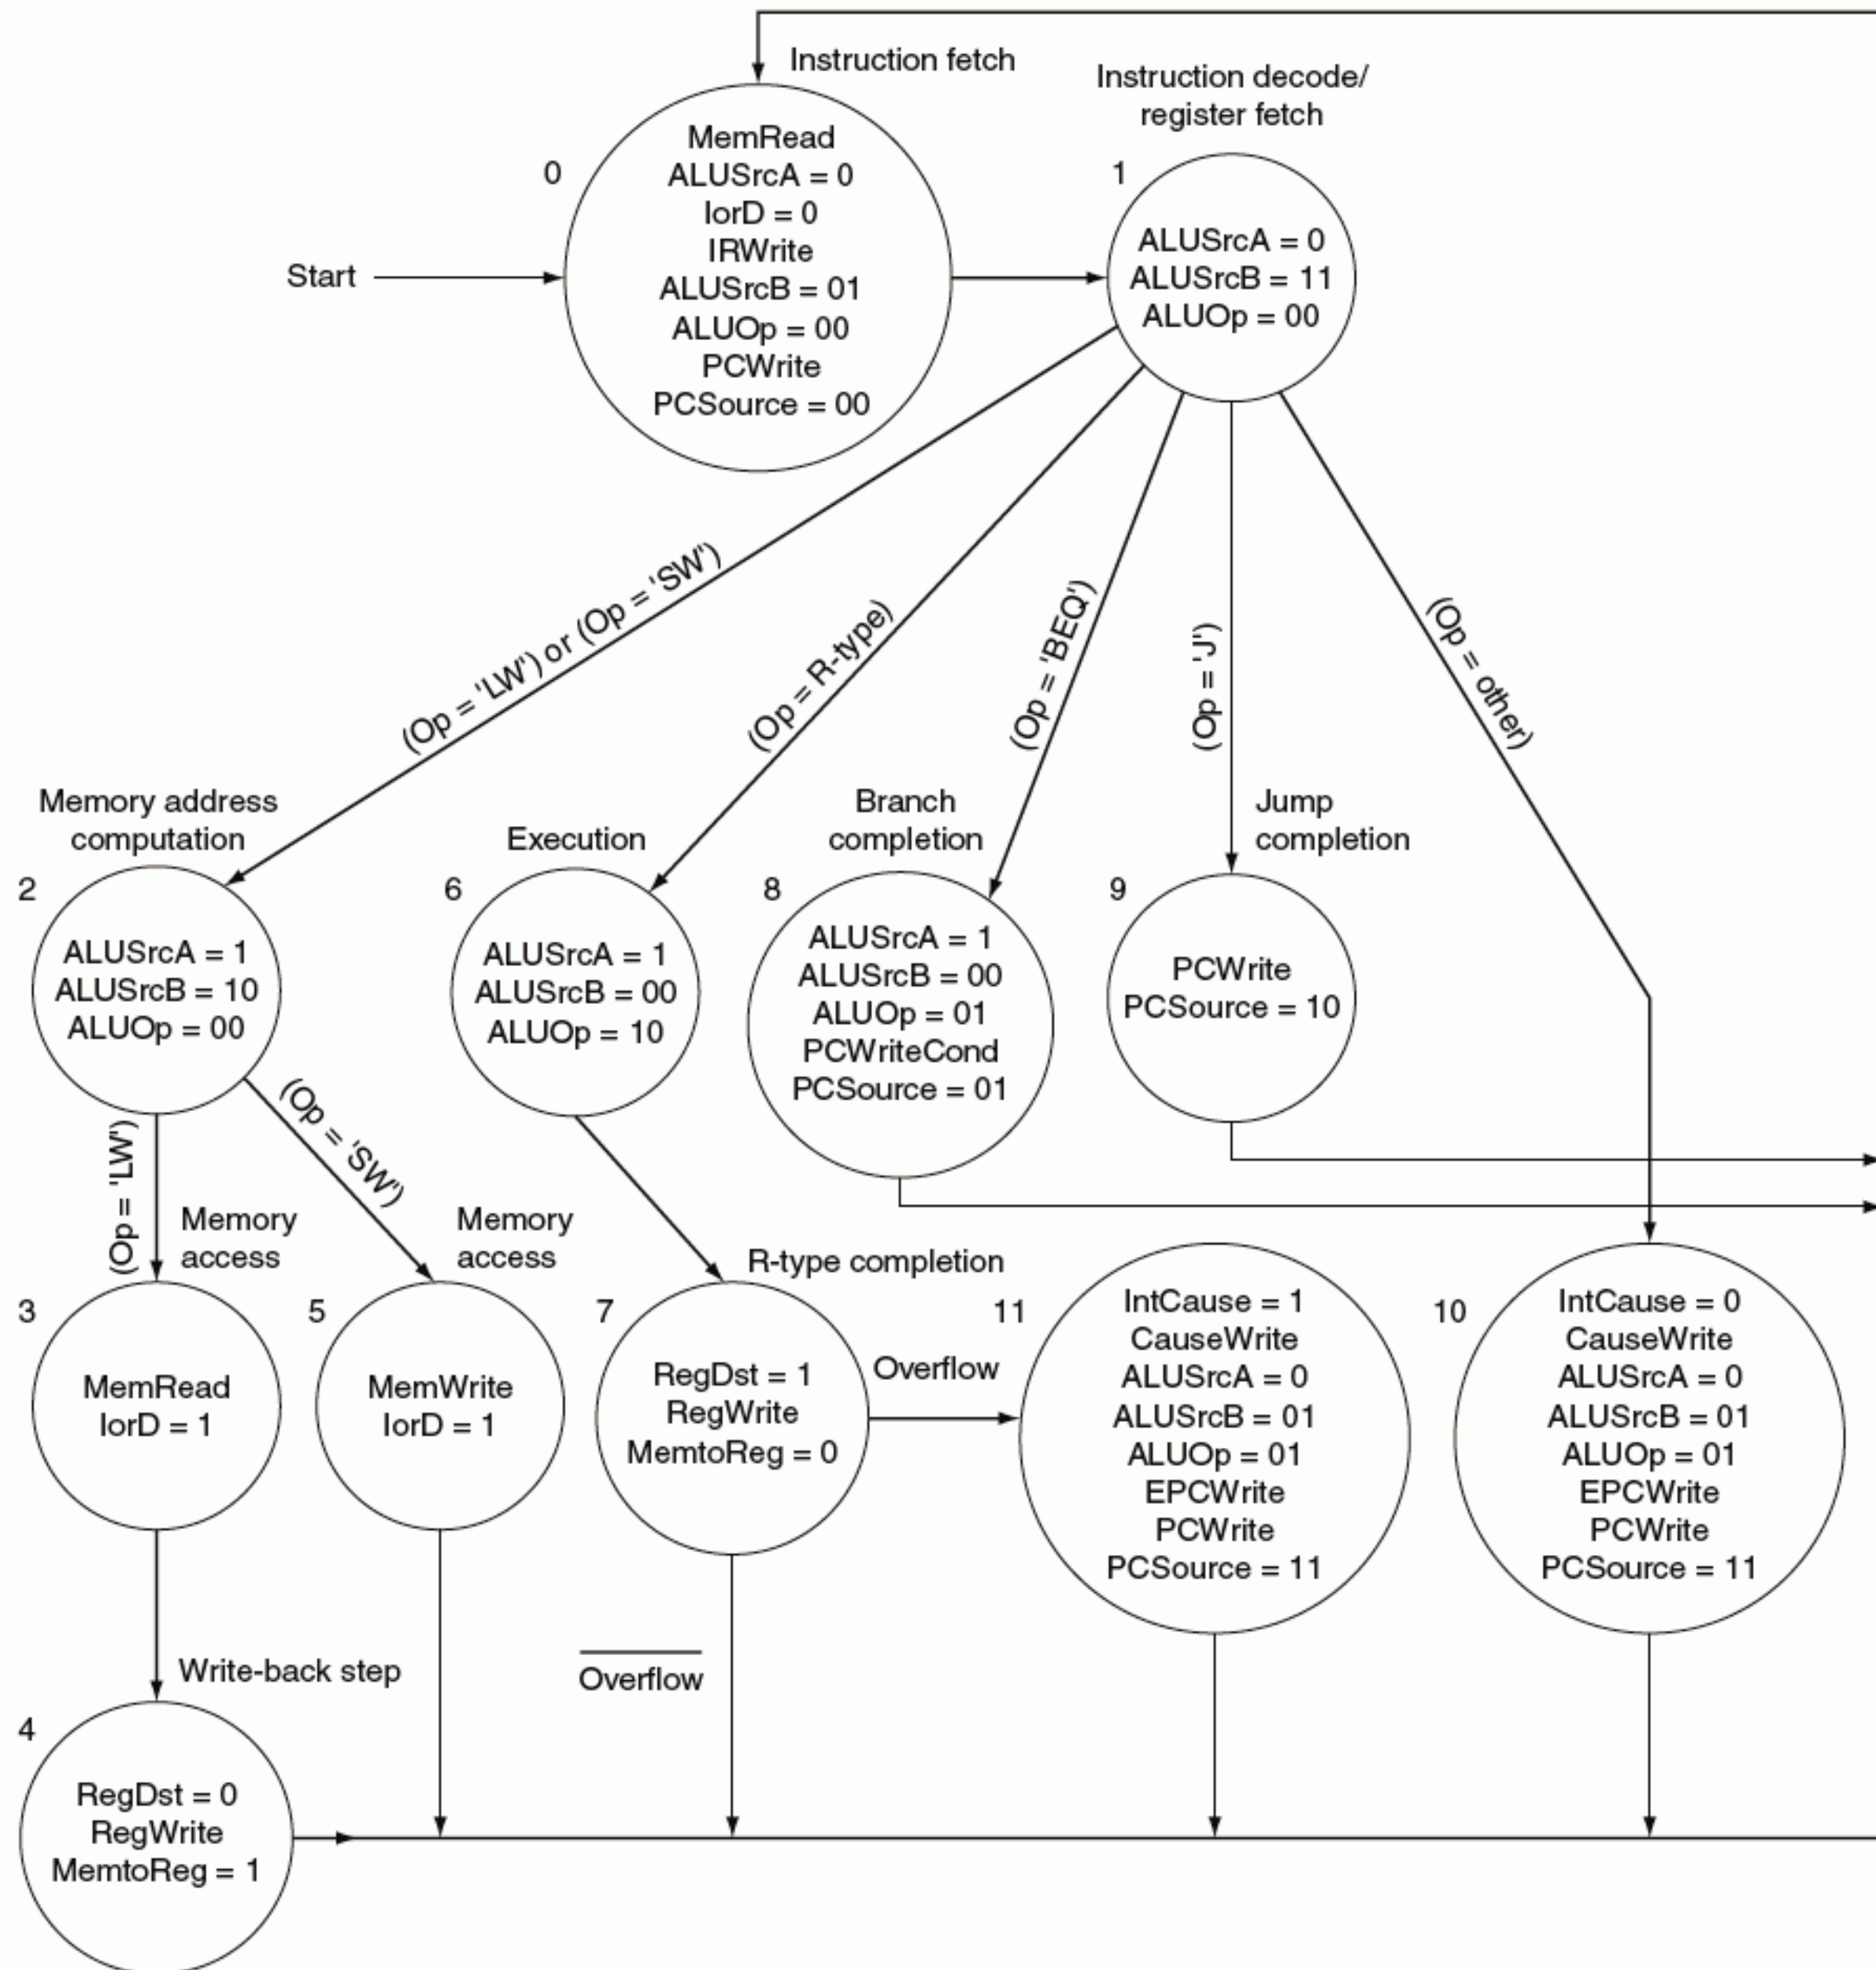 Instruction fetch
Instruction decode/
register fetch
0
MemRead
ALUSrcA = 0
IorD = 0
IRWrite
ALUSrcB = 01
ALUOp = 00
PCWrite
PCSource = 00
1
ALUSrcA = 0
ALUSrcB = 11
ALUOp = 00
Start
(Op = 'LW') or (Op = 'SW')
(Op = R-type)
(Op = 'BEQ')
(Op = 'J')
(Op = other)
Memory address
computation
2
ALUSrcA = 1
ALUSrcB = 10
ALUOp = 00
Execution
6
ALUSrcA = 1
ALUSrcB = 00
ALUOp = 10
Branch
completion
8
ALUSrcA = 1
ALUSrcB = 00
ALUOp = 01
PCWriteCond
PCSource = 01
Jump
completion
9
PCWrite
PCSource = 10
(Op = 'LW')
(Op = 'SW')
Memory
access
3
MemRead
IorD = 1
Memory
access
5
MemWrite
IorD = 1
R-type completion
7
RegDst = 1
RegWrite
MemtoReg = 0
Overflow
11
IntCause = 1
CauseWrite
ALUSrcA = 0
ALUSrcB = 01
ALUOp = 01
EPCWrite
PCWrite
PCSource = 11
10
IntCause = 0
CauseWrite
ALUSrcA = 0
ALUSrcB = 01
ALUOp = 01
EPCWrite
PCWrite
PCSource = 11
Write-back step
Overflow
4
RegDst = 0
RegWrite
MemtoReg = 1